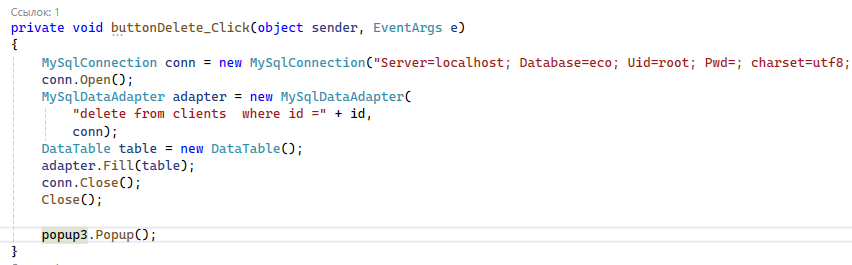 Ссылок: 1
private void buttonDelete_Click(object sender, EventArgs e)
{
MySqlConnection conn = new MySqlConnection("Server=localhost; Database=eco; Uid=root; Pwd=; charset=utf8;
conn.Open();
MySqlDataAdapter adapter = new MySqlDataAdapter(
"delete from clients  where id =" + id,
conn);
DataTable table = new DataTable();
adapter.Fill(table);
conn.Close();
Close();
popup3.Popup();
}